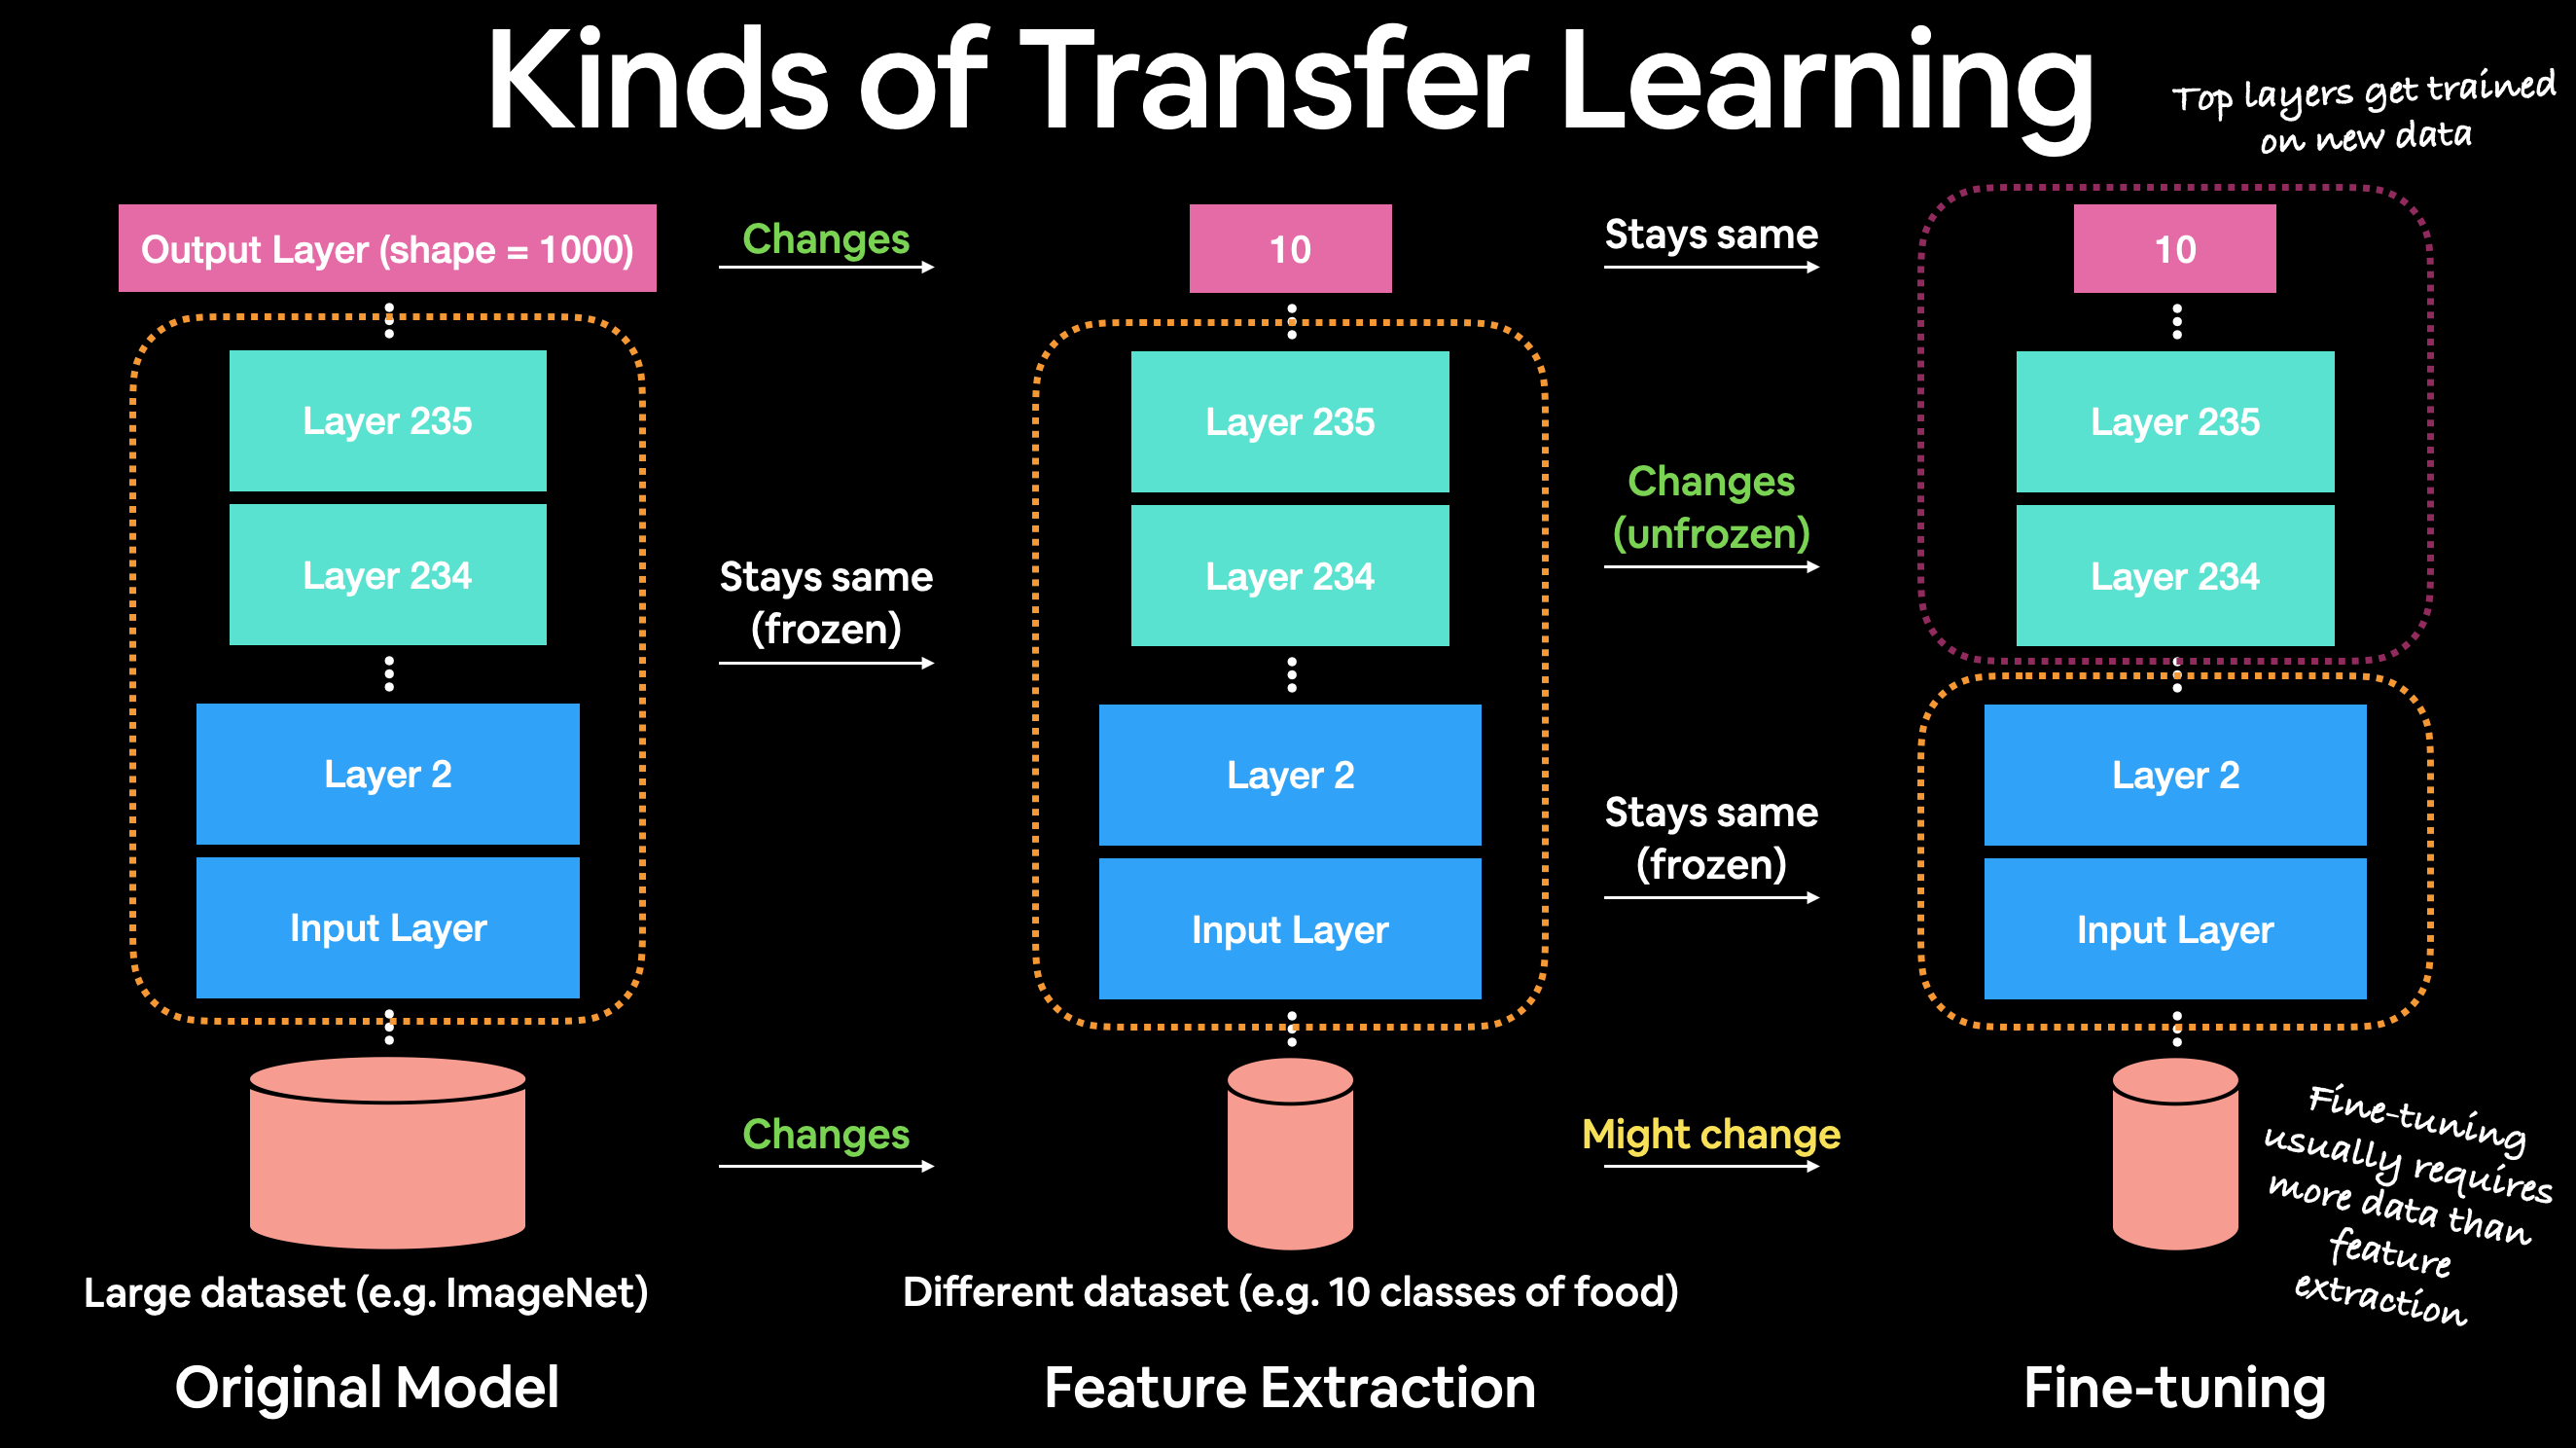 Kinds of Transfer Learning
Top layers get trained
on new data
Output Layer (shape = 1000)
Changes
10
Stays same
10
Layer 235
Layer 234
Layer 2
Input Layer
Stays same
(frozen)
Layer 235
Layer 234
Layer 2
Input Layer
Changes
(unfrozen)
Stays same
(frozen)
Layer 235
Layer 234
Layer 2
Input Layer
Changes
Might change
Fine-tuning
usually requires
more data than
feature
extraction
Large dataset (e.g. ImageNet)
Different dataset (e.g. 10 classes of food)
Original Model
Feature Extraction
Fine-tuning